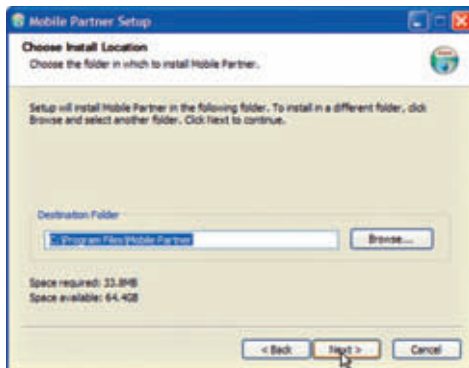 Mobile Partner Setup
Choose Install Location
Choose the folder in which to install Mobile Partner.
Setup will install Mobile Partner in the following folder. To install in a different folder, click
Browse and select another folder. Click Next to continue.
Destination Folder
C:\Program Files\Mobile Partner
Browse...
Space required: 33.8MB
Space available: 64.4GB
< Back
Next >
Cancel